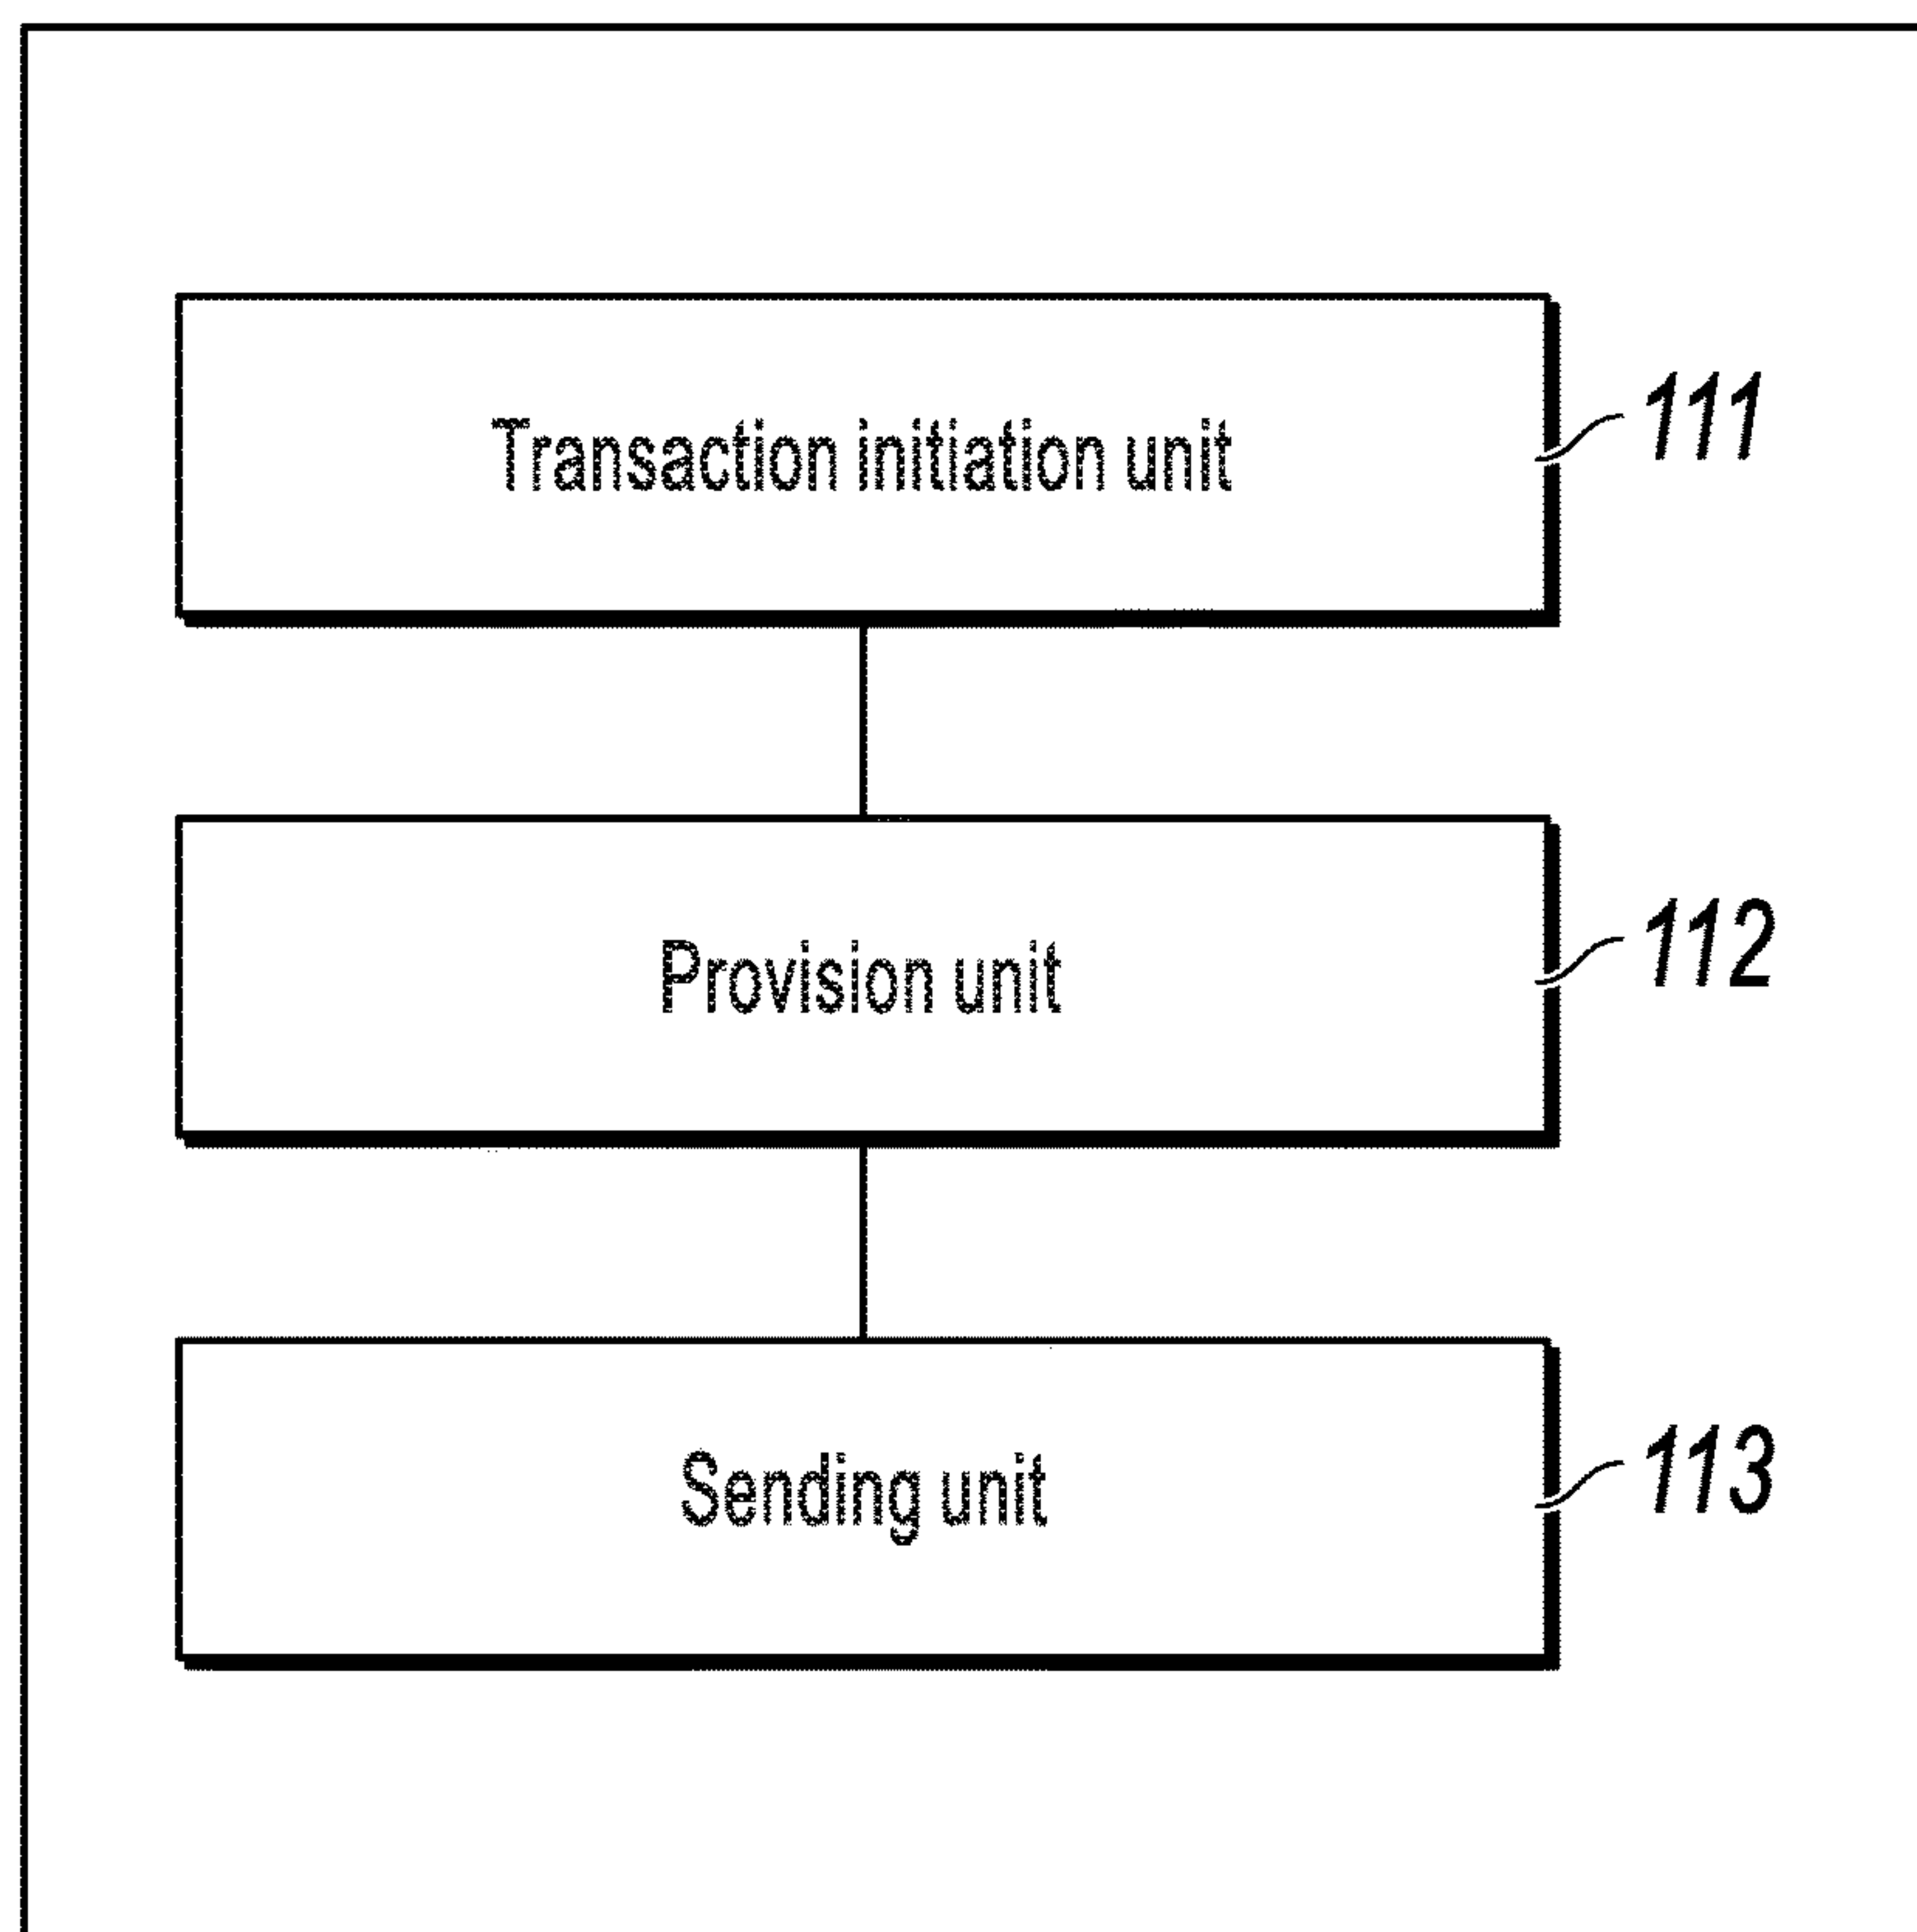 Transaction initiation unit
111
Provision unit
112
Sending unit
113